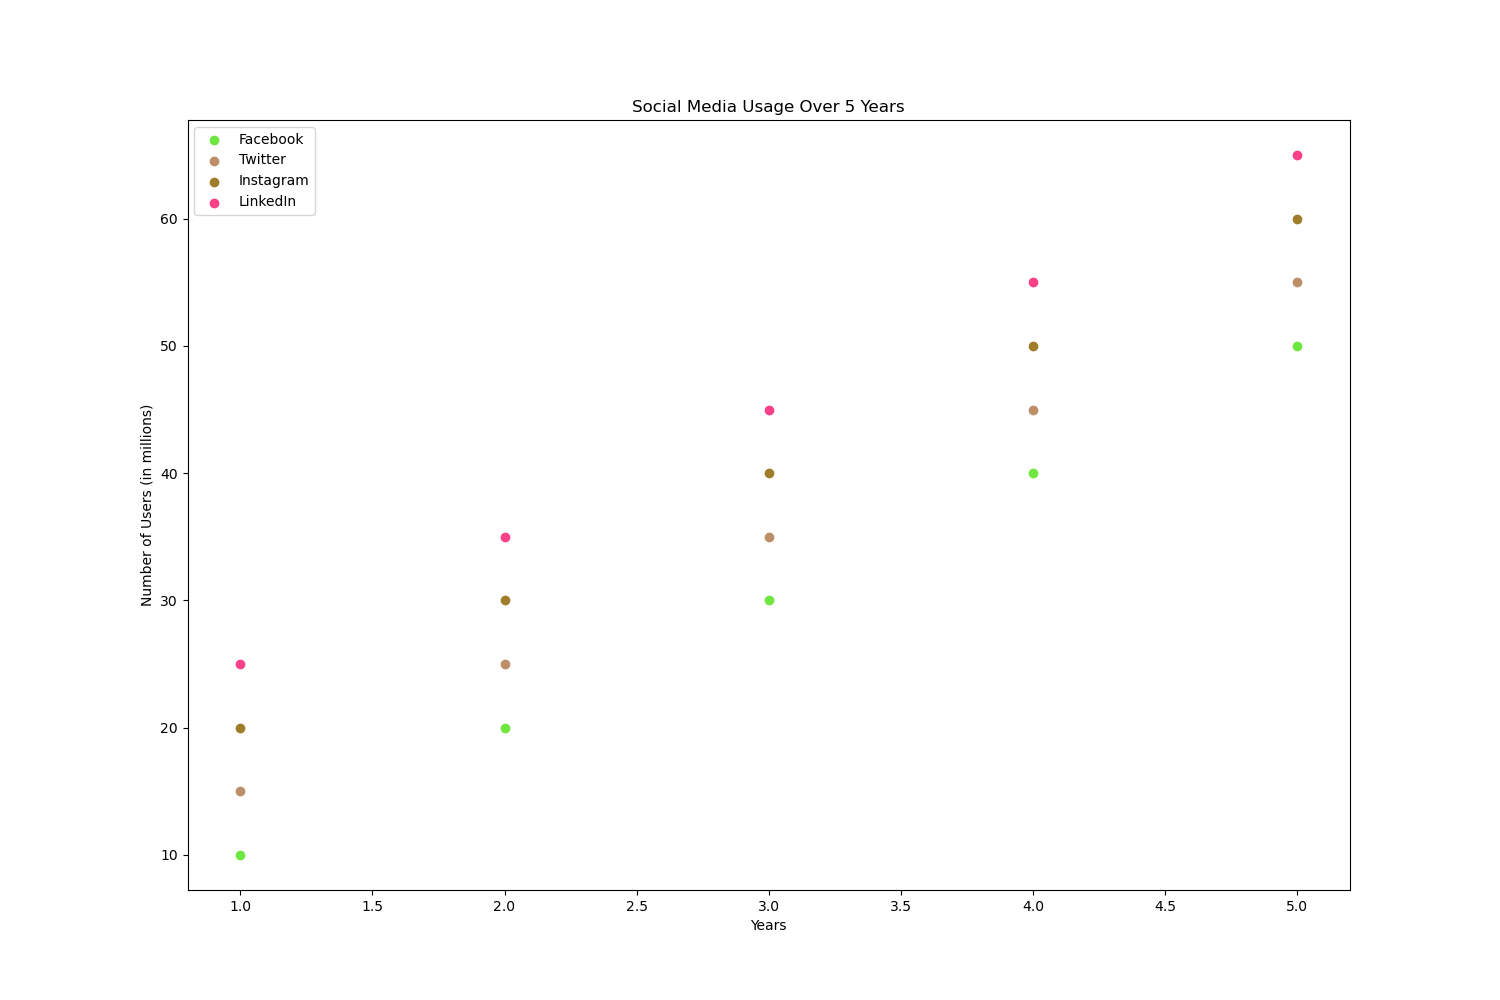 Social Media Usage Over 5 Years
Facebook
Twitter
Instagram
LinkedIn
Number of Users (in millions)
60
50
40
30
20
10
1.0 1.5 2.0 2.5 3.0 3.5 4.0 4.5 5.0
Years